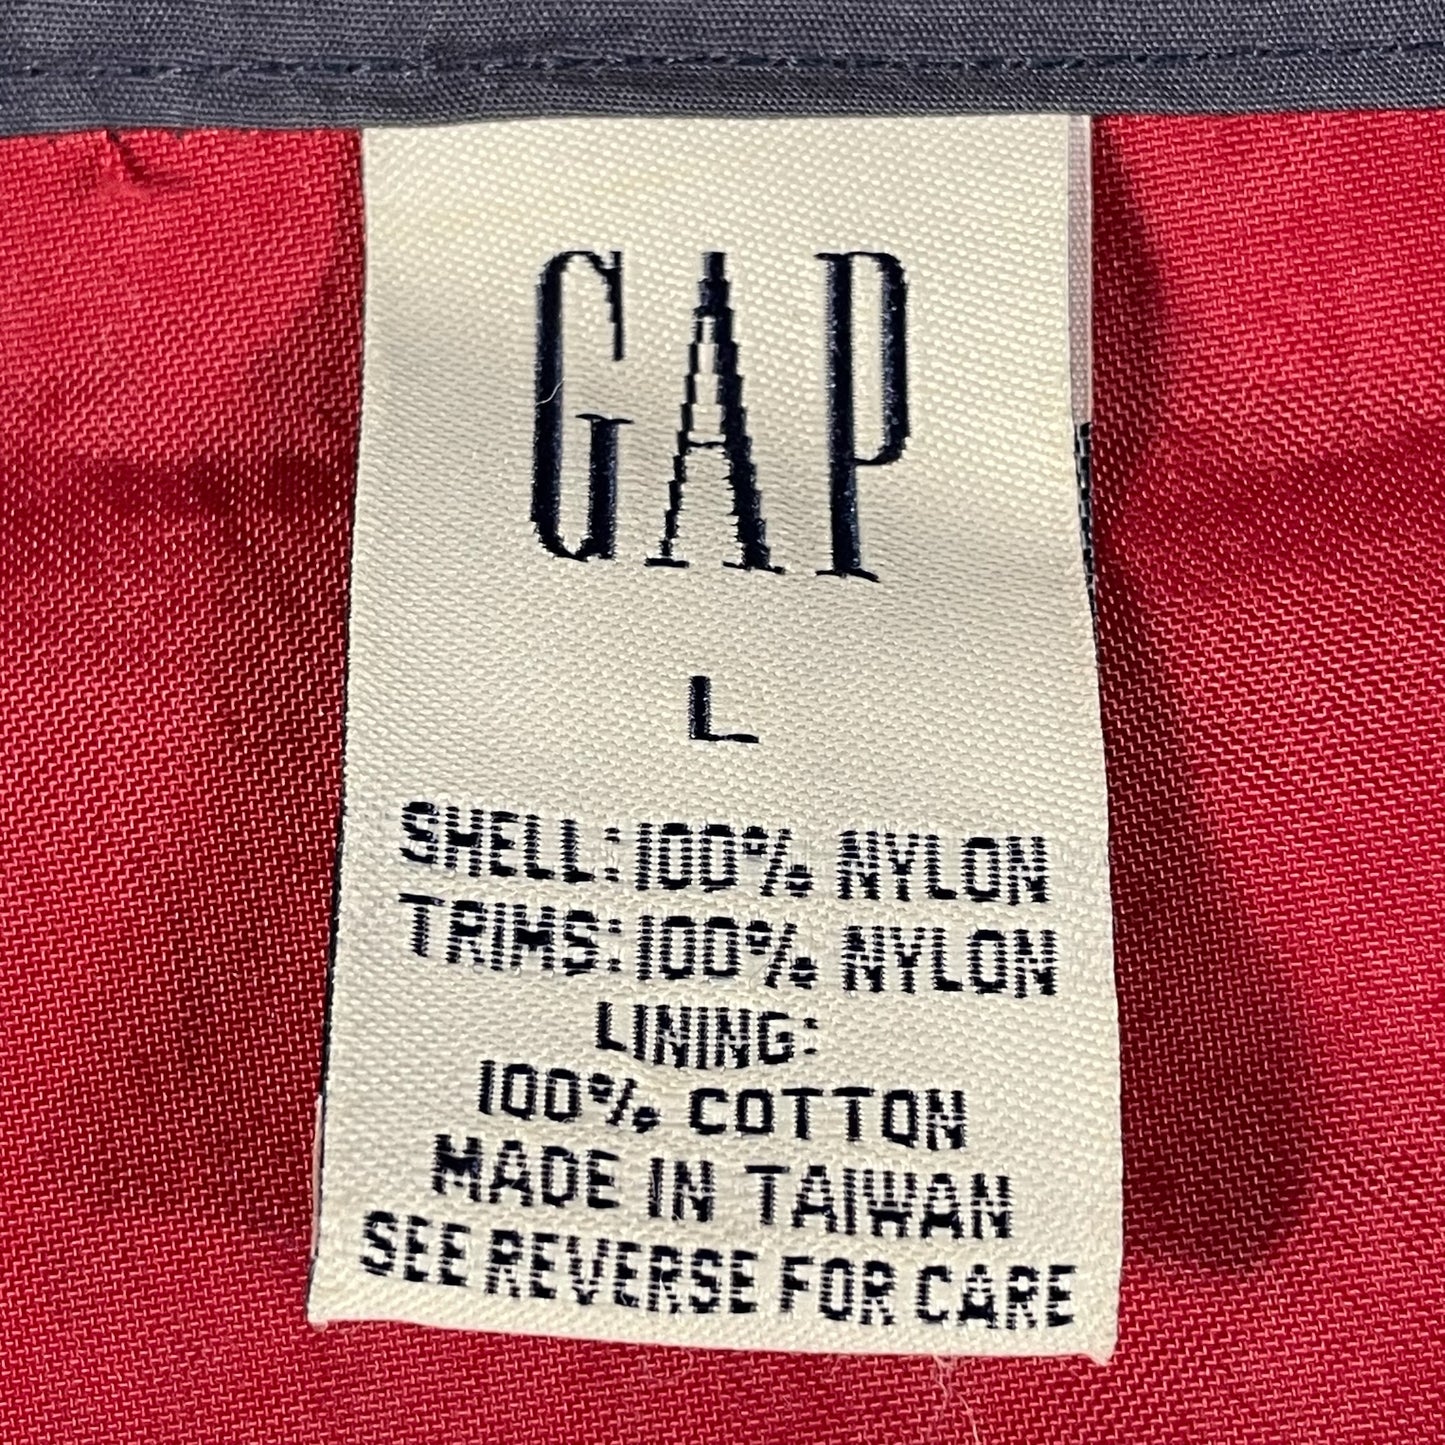 GAP
L
SHELL: 100% NYLON
TRIMS: 100% NYLON
LINING:
100% COTTON
MADE IN TAIWAN
SEE REVERSE FOR CARE